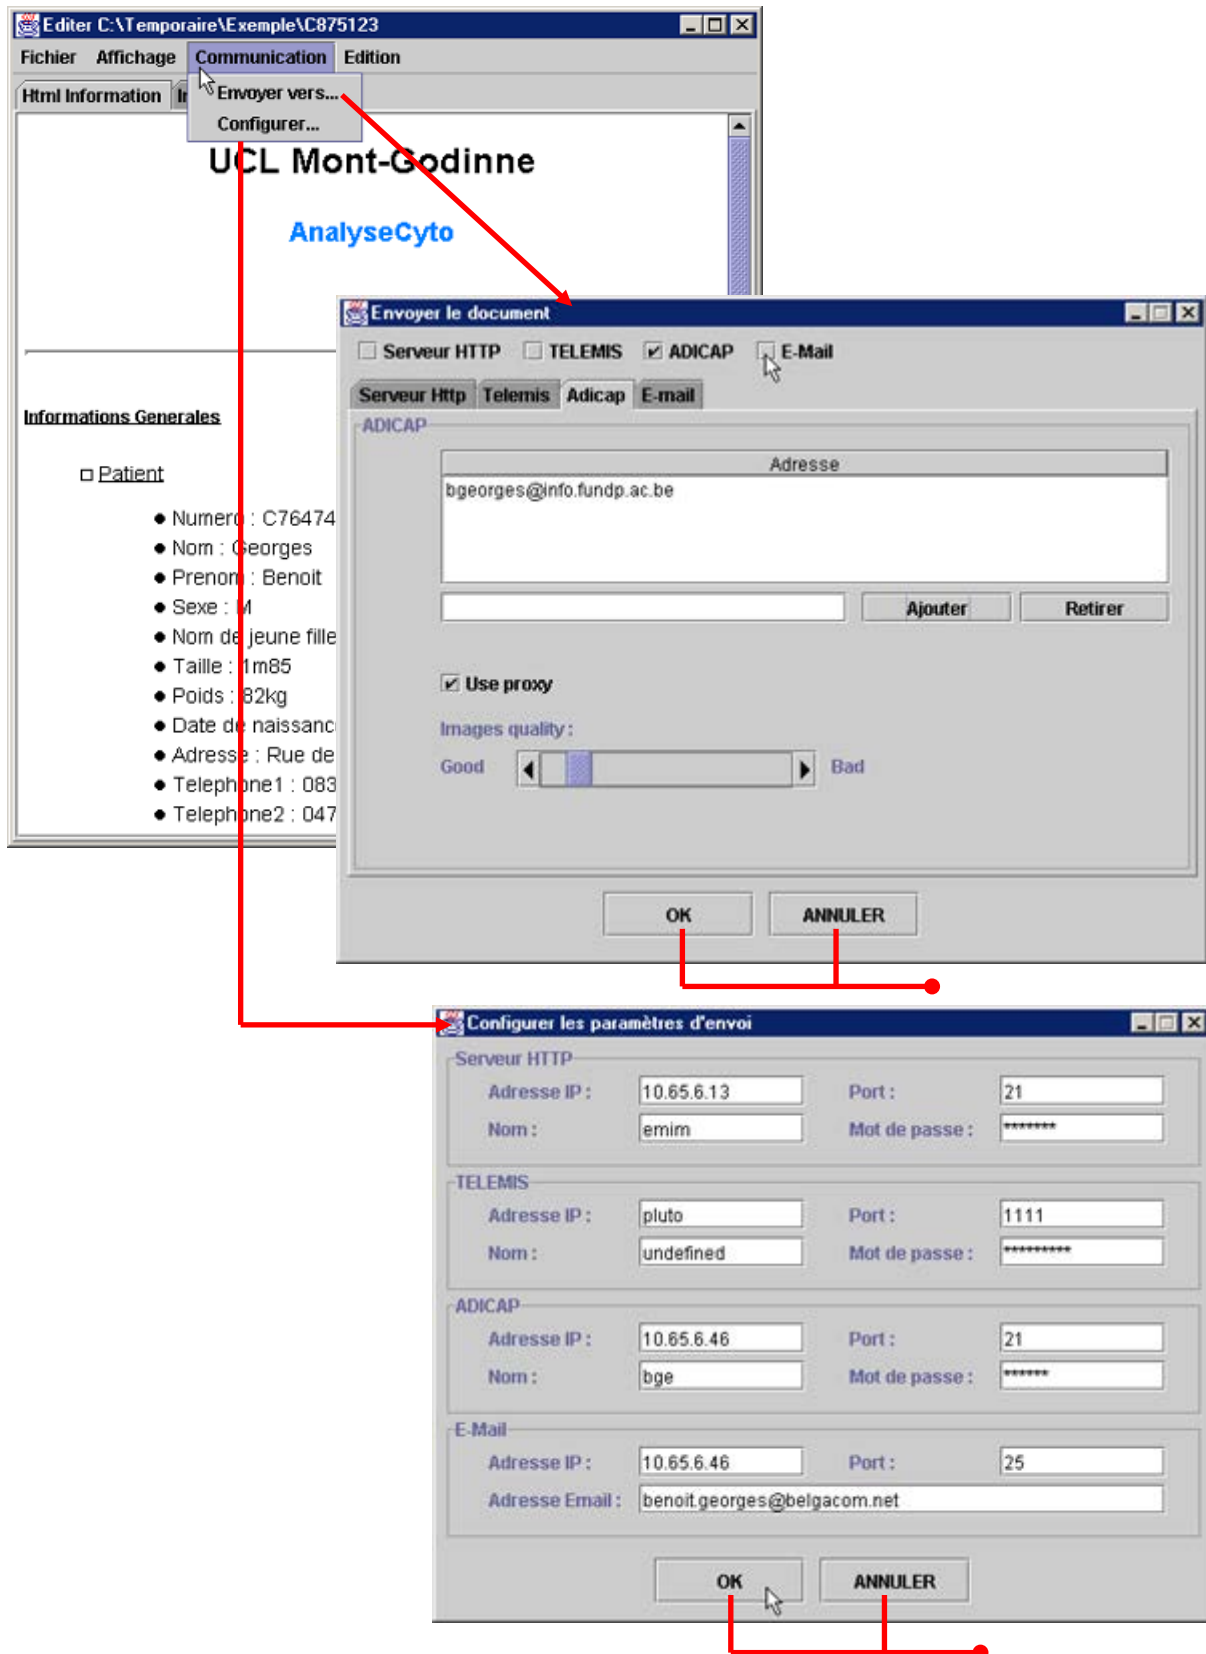 Editer C:\Temporaire\Exemple\C875123
Fichier Affichage Communication Edition
Html Information
Envoyer vers...
Configurer...
UCL Mont-Godinne
AnalyseCyto
Informations Generales
Patient
Numero : C76474
Nom : Georges
Prenom : Benoit
Sexe : M
Nom de jeune fille
Taille : 1m85
Poids : 82kg
Date de naissanc
Adresse : Rue de
Telephone1 : 083
Telephone2 : 047
Envoyer le document
Serveur HTTP TELEMIS ADICAP E-Mail
Serveur Http Telemis Adicap E-mail
ADICAP
Adresse
bgeorges@info.fundp.ac.be
Ajouter Retirer
Use proxy
Images quality :
Good Bad
OK ANNULER
Configurer les paramètres d'envoi
Serveur HTTP
Adresse IP : 10.65.6.13 Port : 21
Nom : emim Mot de passe : *******
TELEMIS
Adresse IP : pluto Port : 1111
Nom : undefined Mot de passe : *********
ADICAP
Adresse IP : 10.65.6.46 Port : 21
Nom : bge Mot de passe : ******
E-Mail
Adresse IP : 10.65.6.46 Port : 25
Adresse Email : benoit.georges@belgacom.net
OK ANNULER